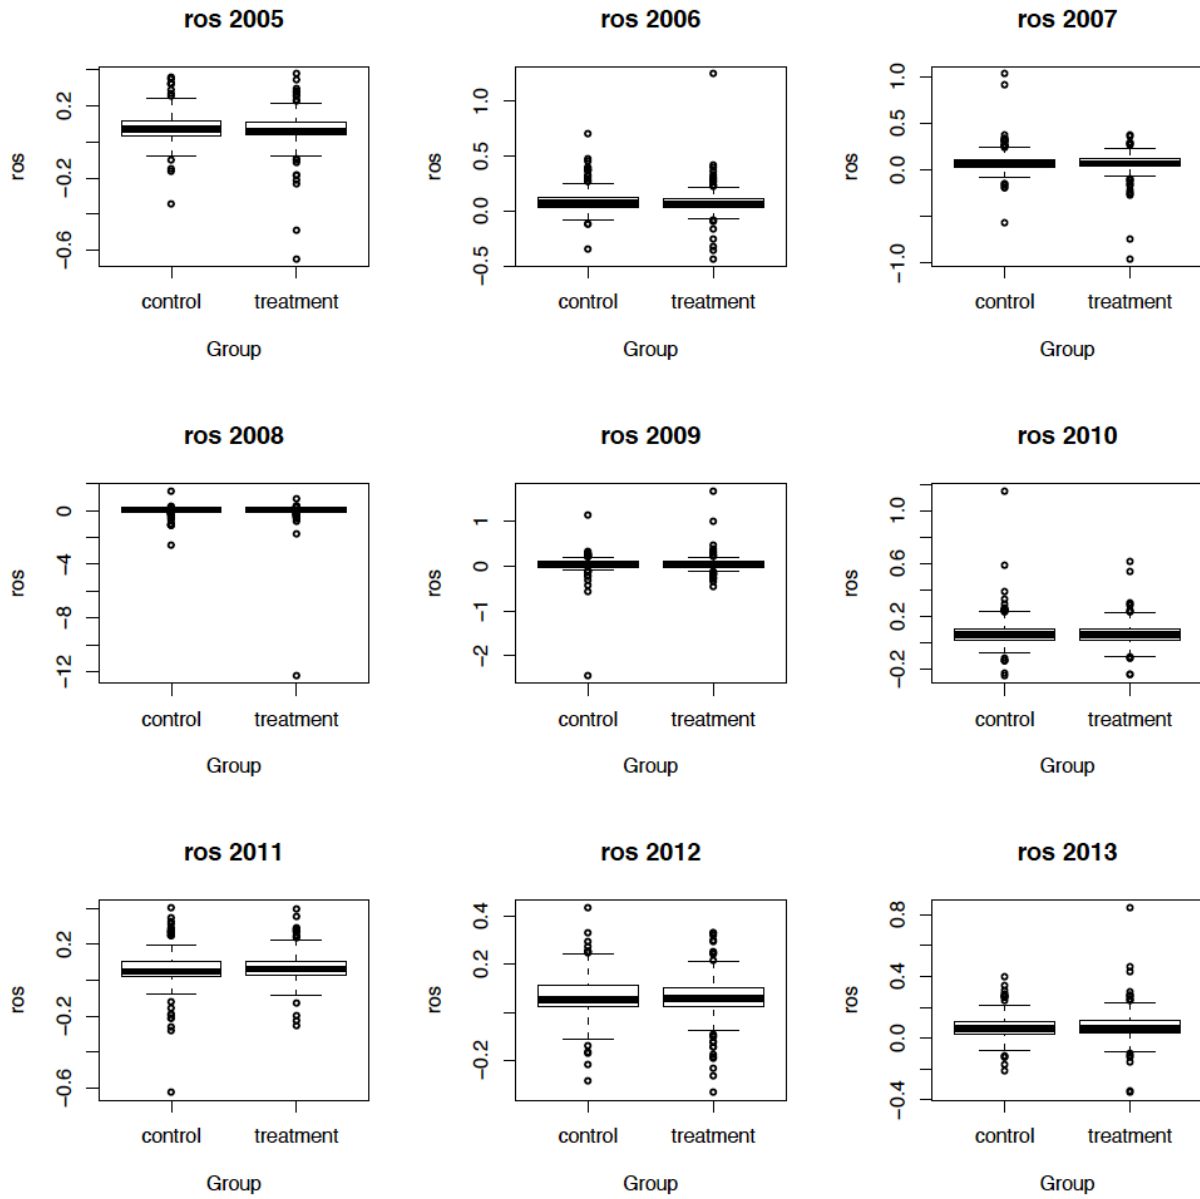 ros 2005
ros 2006
ros 2007
ros
0.2
-0.2
-0.6
control
treatment
Group
ros
1.0
0.5
0.0
-0.5
control
treatment
Group
ros
1.0
0.5
0.0
-1.0
control
treatment
Group
ros 2008
ros 2009
ros 2010
ros
0
-4
-8
-12
control
treatment
Group
ros
1
0
-1
-2
control
treatment
Group
ros
1.0
0.6
0.2
-0.2
control
treatment
Group
ros 2011
ros 2012
ros 2013
ros
0.2
-0.2
-0.6
control
treatment
Group
ros
0.4
0.2
-0.2
control
treatment
Group
ros
0.8
0.4
0.0
-0.4
control
treatment
Group